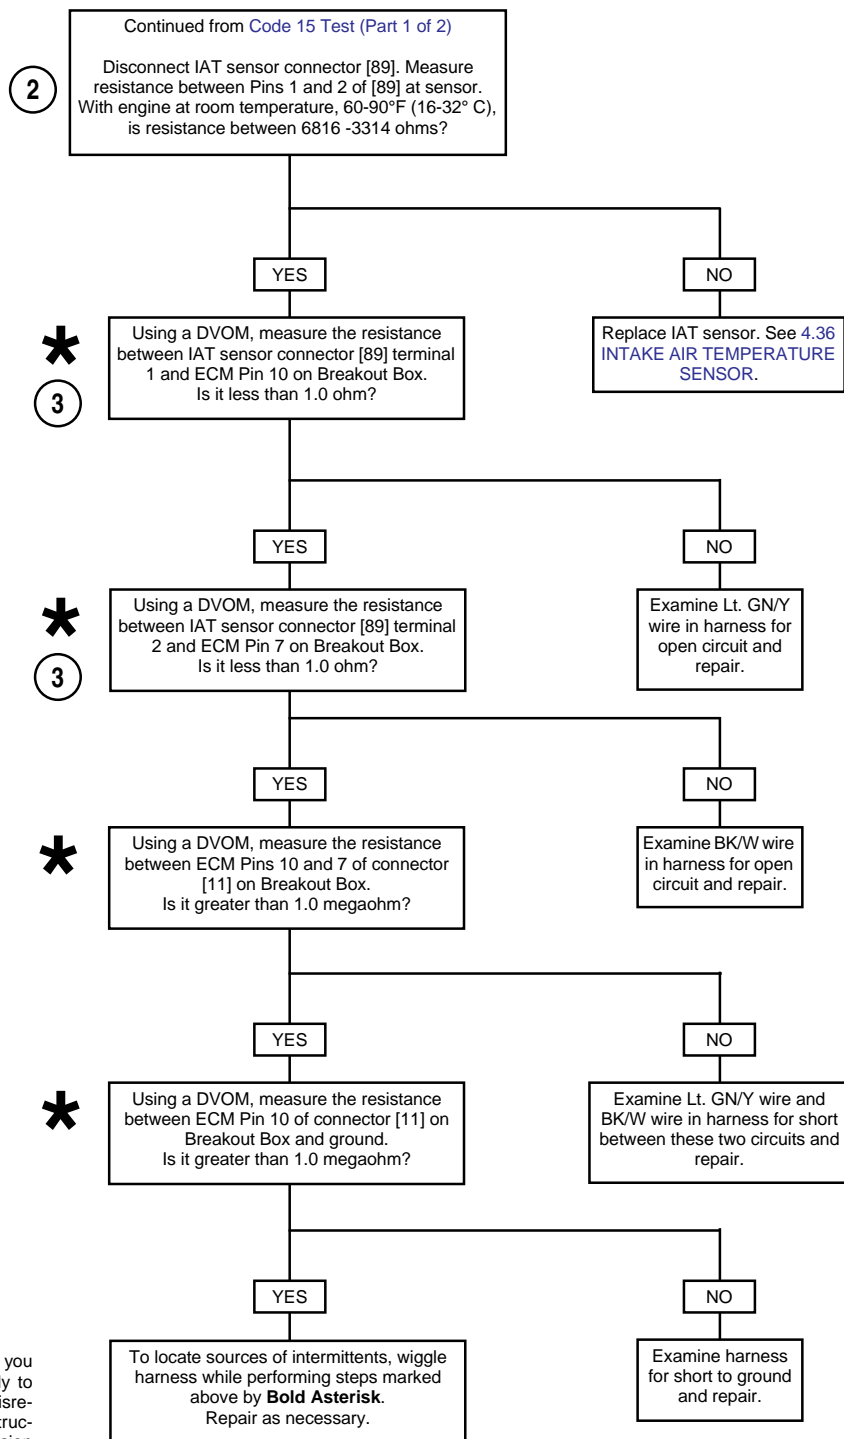 Continued from Code 15 Test (Part 1 of 2)
2
Disconnect IAT sensor connector [89]. Measure
resistance between Pins 1 and 2 of [89] at sensor.
With engine at room temperature, 60-90°F (16-32° C),
is resistance between 6816 -3314 ohms?
YES
NO
*
3
Using a DVOM, measure the resistance
between IAT sensor connector [89] terminal
1 and ECM Pin 10 on Breakout Box.
Is it less than 1.0 ohm?
Replace IAT sensor. See 4.36
INTAKE AIR TEMPERATURE
SENSOR.
YES
NO
*
3
Using a DVOM, measure the resistance
between IAT sensor connector [89] terminal
2 and ECM Pin 7 on Breakout Box.
Is it less than 1.0 ohm?
Examine Lt. GN/Y
wire in harness for
open circuit and
repair.
YES
NO
*
Using a DVOM, measure the resistance
between ECM Pins 10 and 7 of connector
[11] on Breakout Box.
Is it greater than 1.0 megaohm?
Examine BK/W wire
in harness for open
circuit and repair.
YES
NO
*
Using a DVOM, measure the resistance
between ECM Pin 10 of connector [11] on
Breakout Box and ground.
Is it greater than 1.0 megaohm?
Examine Lt. GN/Y wire and
BK/W wire in harness for short
between these two circuits and
repair.
YES
NO
To locate sources of intermittents, wiggle
harness while performing steps marked
above by Bold Asterisk.
Repair as necessary.
Examine harness
for short to ground
and repair.
you
ly to
isre-
truc-